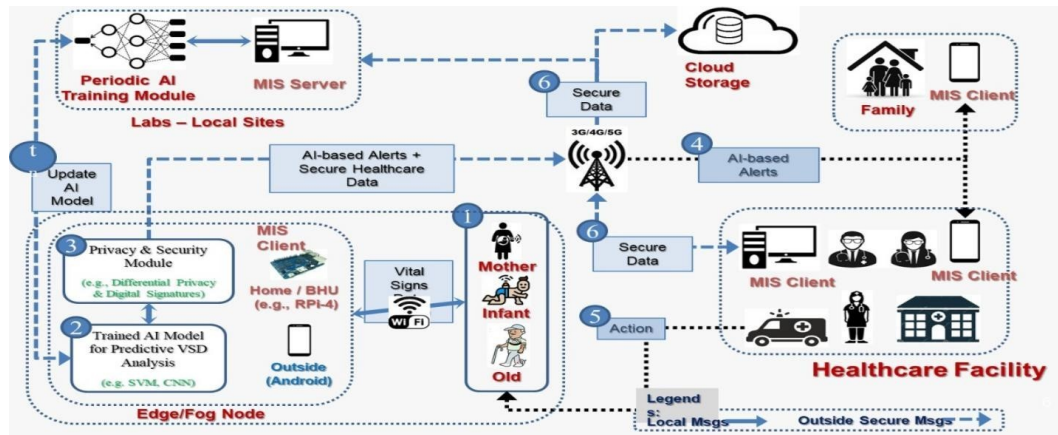 Periodic AI
Training Module
MIS Server
Labs – Local Sites
6
Secure
Data
Cloud
Storage
Family
MIS Client
t
Update
AI
Model
AI-based Alerts +
Secure Healthcare
Data
3G/4G/5G
4
AI-based
Alerts
3
Privacy & Security
Module
(e.g., Differential Privacy
& Digital Signatures)
2
Trained AI Model
for Predictive VSD
Analysis
(e.g. SVM, CNN)
MIS
Client
Home / BHU
(e.g., RPi-4)
Outside
(Android)
Edge/Fog Node
Vital
Signs
Wi Fi
1
Mother
Infant
Old
6
Secure
Data
MIS Client
MIS Client
5
Action
Healthcare Facility
Legend
s:
Local Msgs
Outside Secure Msgs